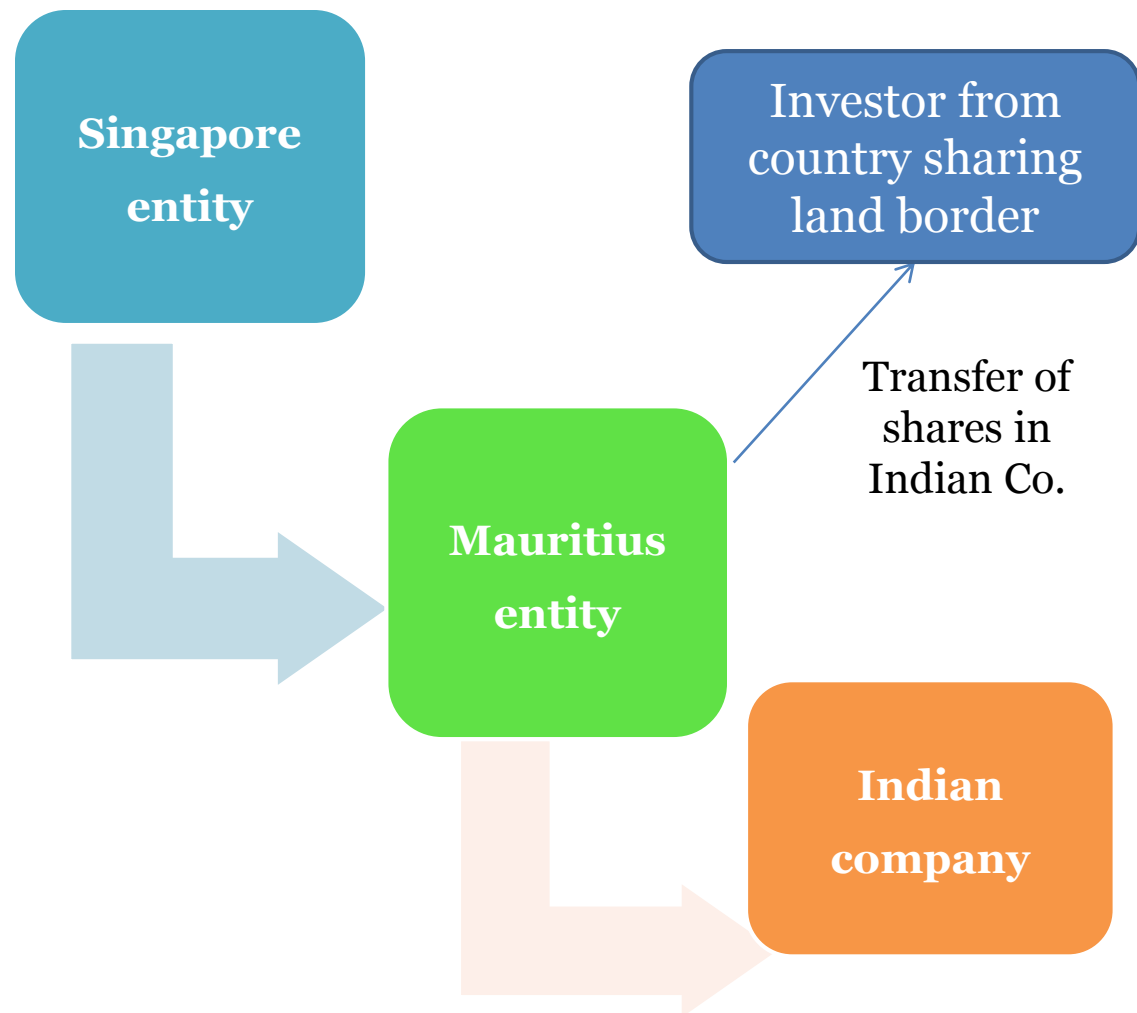 Singapore
entity
Investor from
country sharing
land border
Transfer of
shares in
Indian Co.
Mauritius
entity
Indian
company